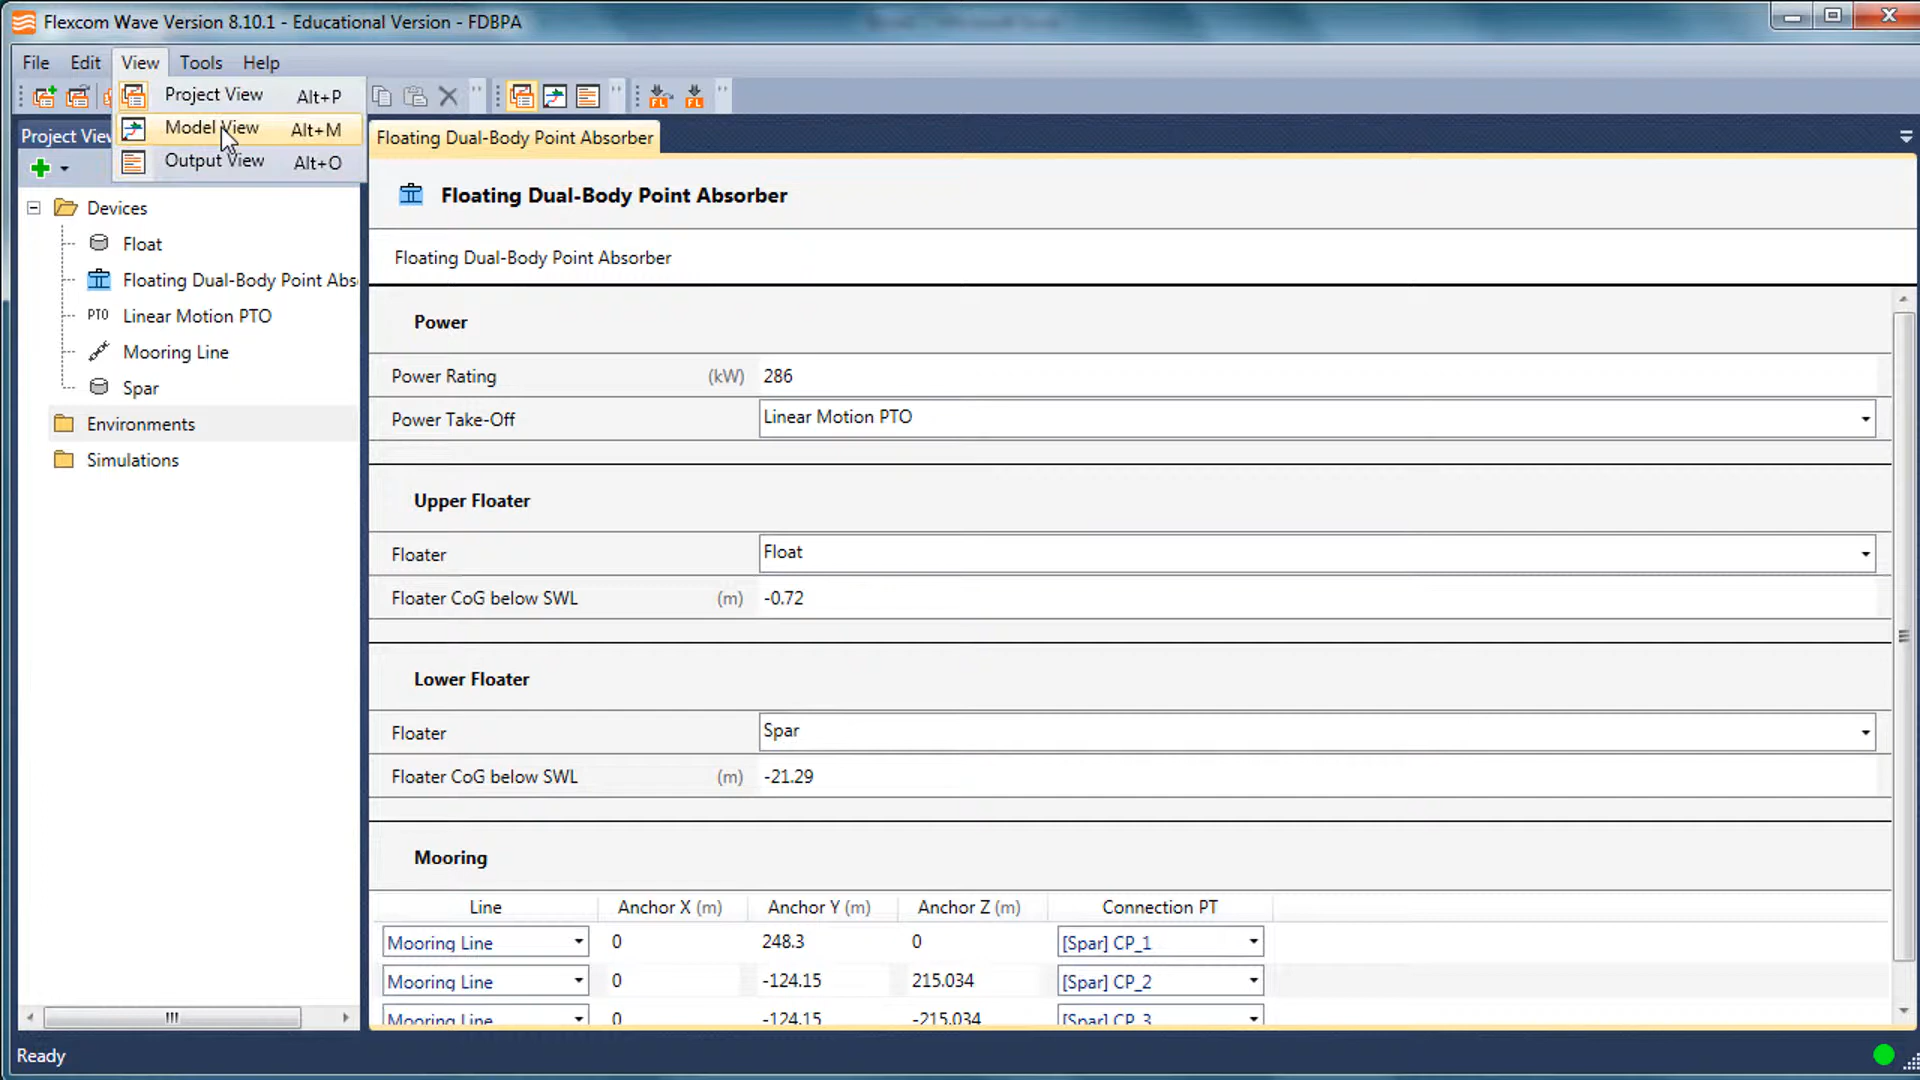 Flexcom Wave Version 8.10.1 - Educational Version - FDBPA
File Edit View Tools Help
Project View Alt+P
Model View Alt+M
Output View Alt+O
Project View
Floating Dual-Body Point Absorber
Devices
Float
Floating Dual-Body Point Abs
PTO Linear Motion PTO
Mooring Line
Spar
Environments
Simulations
Floating Dual-Body Point Absorber
Floating Dual-Body Point Absorber
Power
Power Rating (kW) 286
Power Take-Off Linear Motion PTO
Upper Floater
Floater Float
Floater CoG below SWL (m) -0.72
Lower Floater
Floater Spar
Floater CoG below SWL (m) -21.29
Mooring
Line Anchor X (m) Anchor Y (m) Anchor Z (m) Connection PT
Mooring Line 0 248.3 0 [Spar] CP_1
Mooring Line 0 -124.15 215.034 [Spar] CP_2
Mooring Line 0 -124.15 -215.034 [Spar] CP_3
Ready